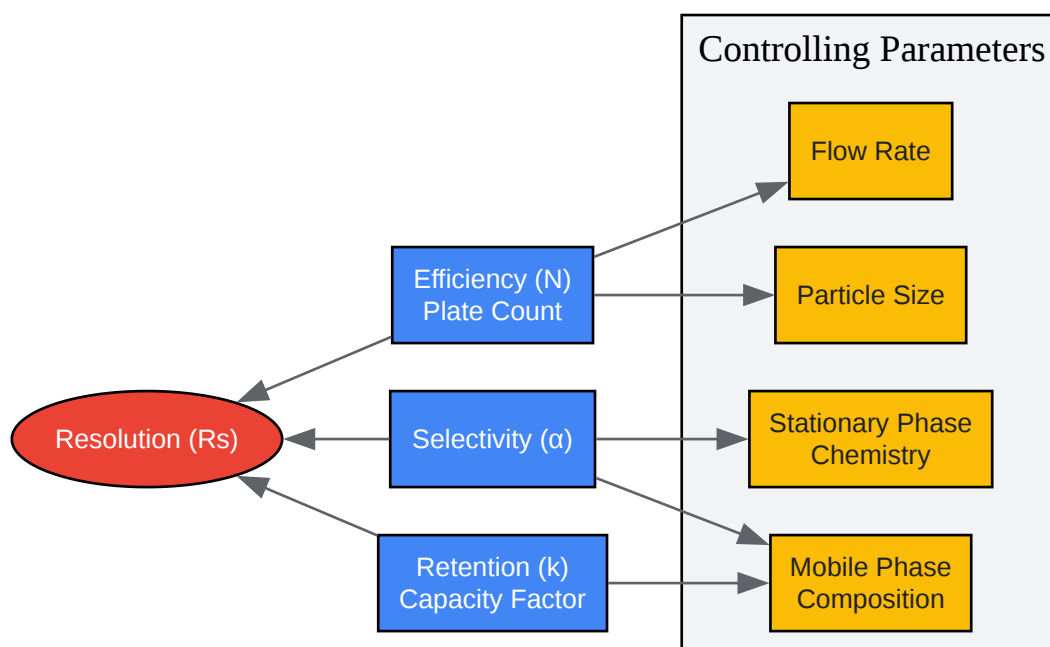 Controlling Parameters
Flow Rate
Efficiency (N)
Plate Count
Particle Size
Resolution (Rs)
Selectivity (α)
Stationary Phase
Chemistry
Retention (k)
Capacity Factor
Mobile Phase
Composition